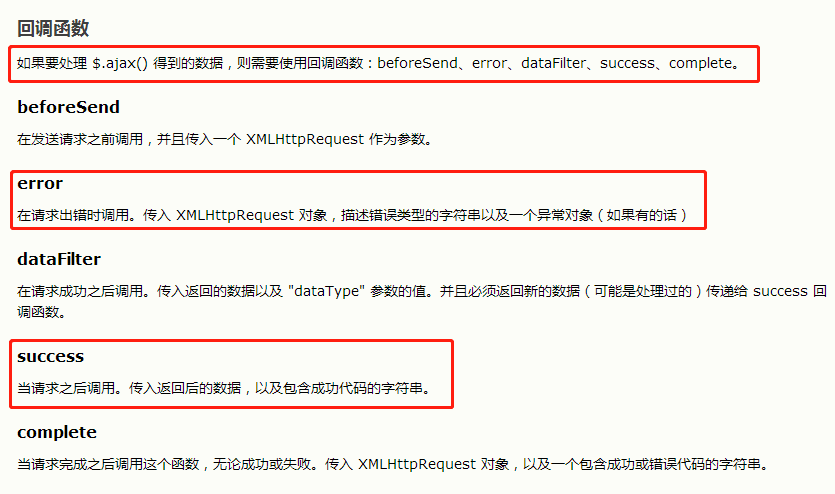 回调函数
如果要处理 $.ajax() 得到的数据，则需要使用回调函数：beforeSend、error、dataFilter、success、complete。
beforeSend
在发送请求之前调用，并且传入一个 XMLHttpRequest 作为参数。
error
在请求出错时调用。传入 XMLHttpRequest 对象，描述错误类型的字符串以及一个异常对象（如果有的话）
dataFilter
在请求成功之后调用。传入返回的数据以及 "dataType" 参数的值。并且必须返回新的数据（可能是处理过的）传递给 success 回
调函数。
success
当请求之后调用。传入返回后的数据，以及包含成功代码的字符串。
complete
当请求完成之后调用这个函数，无论成功或失败。传入 XMLHttpRequest 对象，以及一个包含成功或错误代码的字符串。